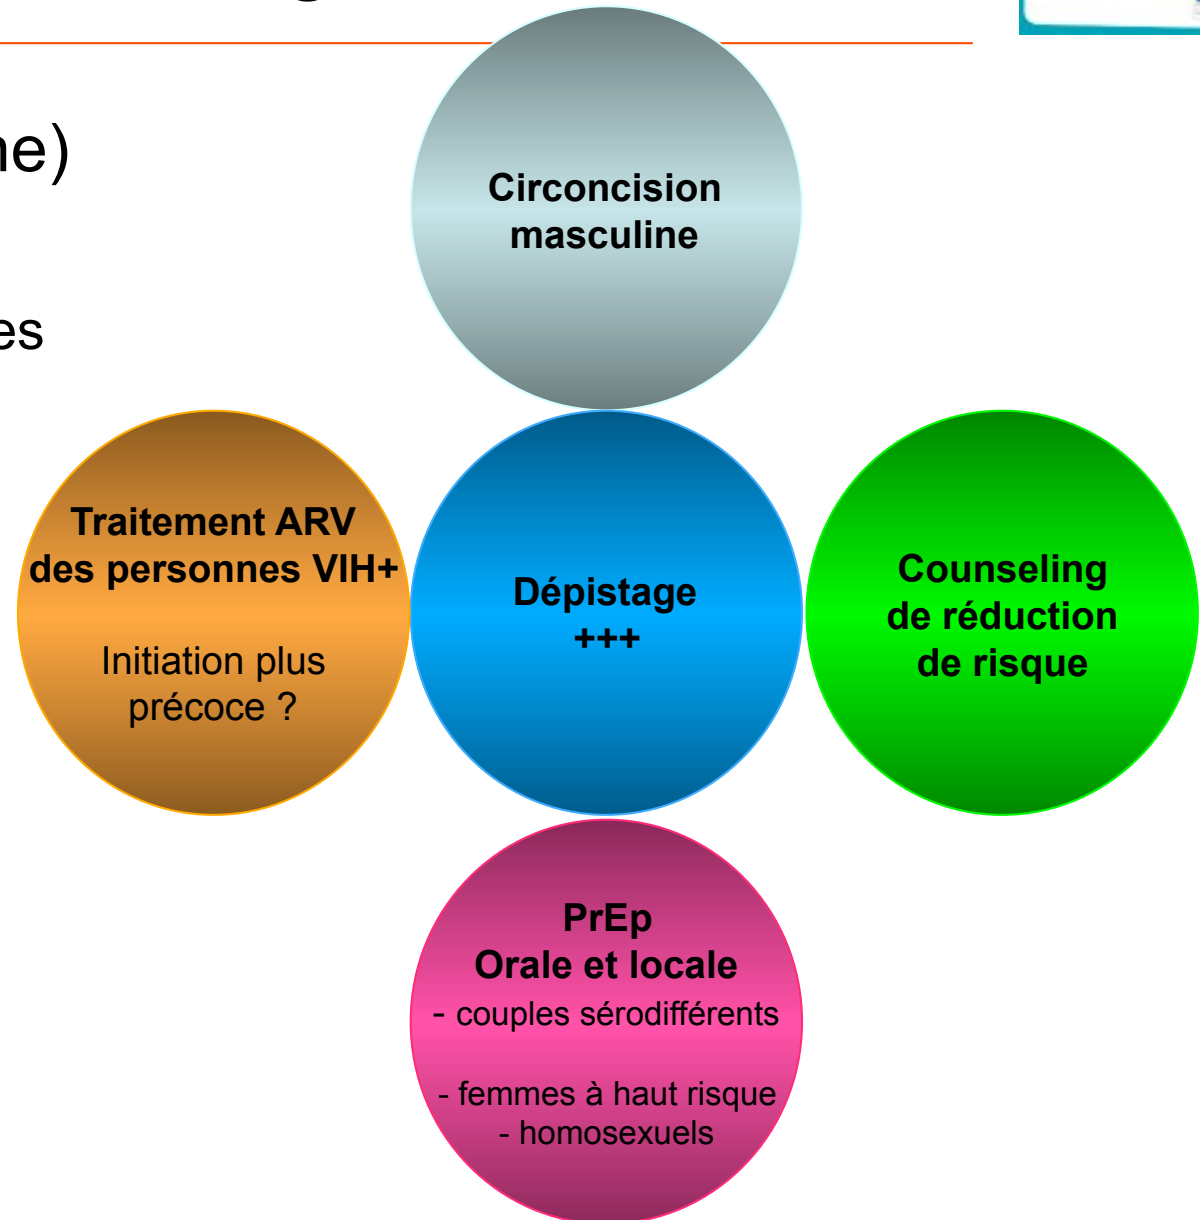 ne)
es
Circoncision
masculine
Traitement ARV
des personnes VIH+
Initiation plus
précoce ?
Dépistage
+++
Counseling
de réduction
de risque
PrEp
Orale et locale
- couples sérodifférents
- femmes à haut risque
- homosexuels